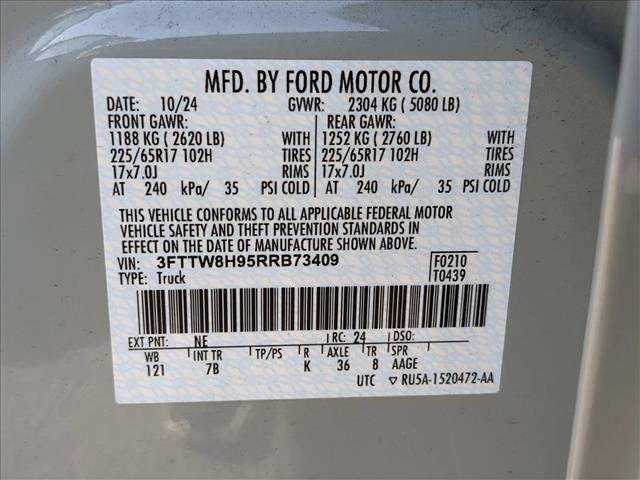 MFD. BY FORD MOTOR CO.
DATE: 10/24 GVWR: 2304 KG ( 5080 LB)
FRONT GAWR: REAR GAWR:
1188 KG ( 2620 LB) WITH 1252 KG ( 2760 LB) WITH
225/65R17 102H TIRES 225/65R17 102H TIRES
17x7.0J RIMS 17x7.0J RIMS
AT 240 kPa/ 35 PSI COLD AT 240 kPa/ 35 PSI COLD
THIS VEHICLE CONFORMS TO ALL APPLICABLE FEDERAL MOTOR
VEHICLE SAFETY AND THEFT PREVENTION STANDARDS IN
EFFECT ON THE DATE OF MANUFACTURE SHOWN ABOVE.
VIN: 3FTTW8H95RRB73409 F0210
TYPE: Truck T0439
EXT PNT: NE RC: 24 DSO:
WB INT TR TP/PS R AXLE TR SPR
121 7B K 36 8 AAGE
UTC ▽ RU5A-1520472-AA